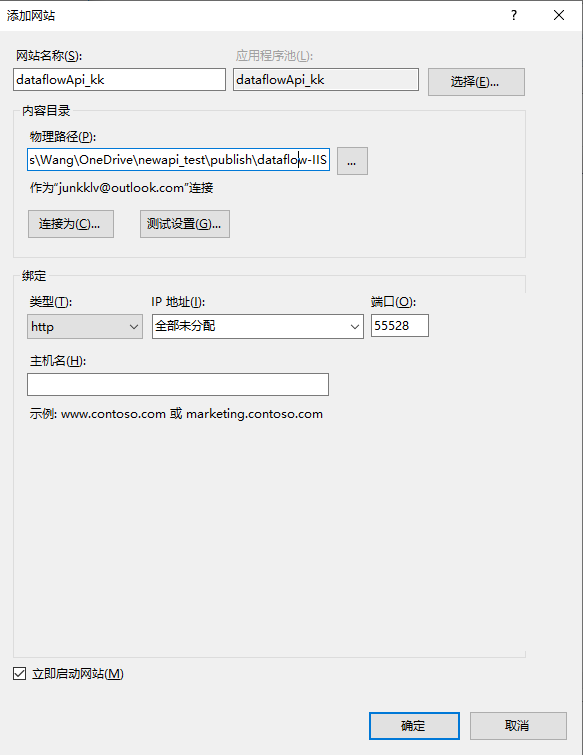 添加网站
?
网站名称(S):
应用程序池(L):
dataflowApi_kk
dataflowApi_kk
选择(E)...
内容目录
物理路径(P):
s\Wang\OneDrive\newapi_test\publish\dataflow-IIS
...
作为“junkklv@outlook.com”连接
连接为(C)...
测试设置(G)...
绑定
类型(T):
IP 地址(I):
端口(O):
http
全部未分配
55528
主机名(H):
示例: www.contoso.com 或 marketing.contoso.com
立即启动网站(M)
确定
取消